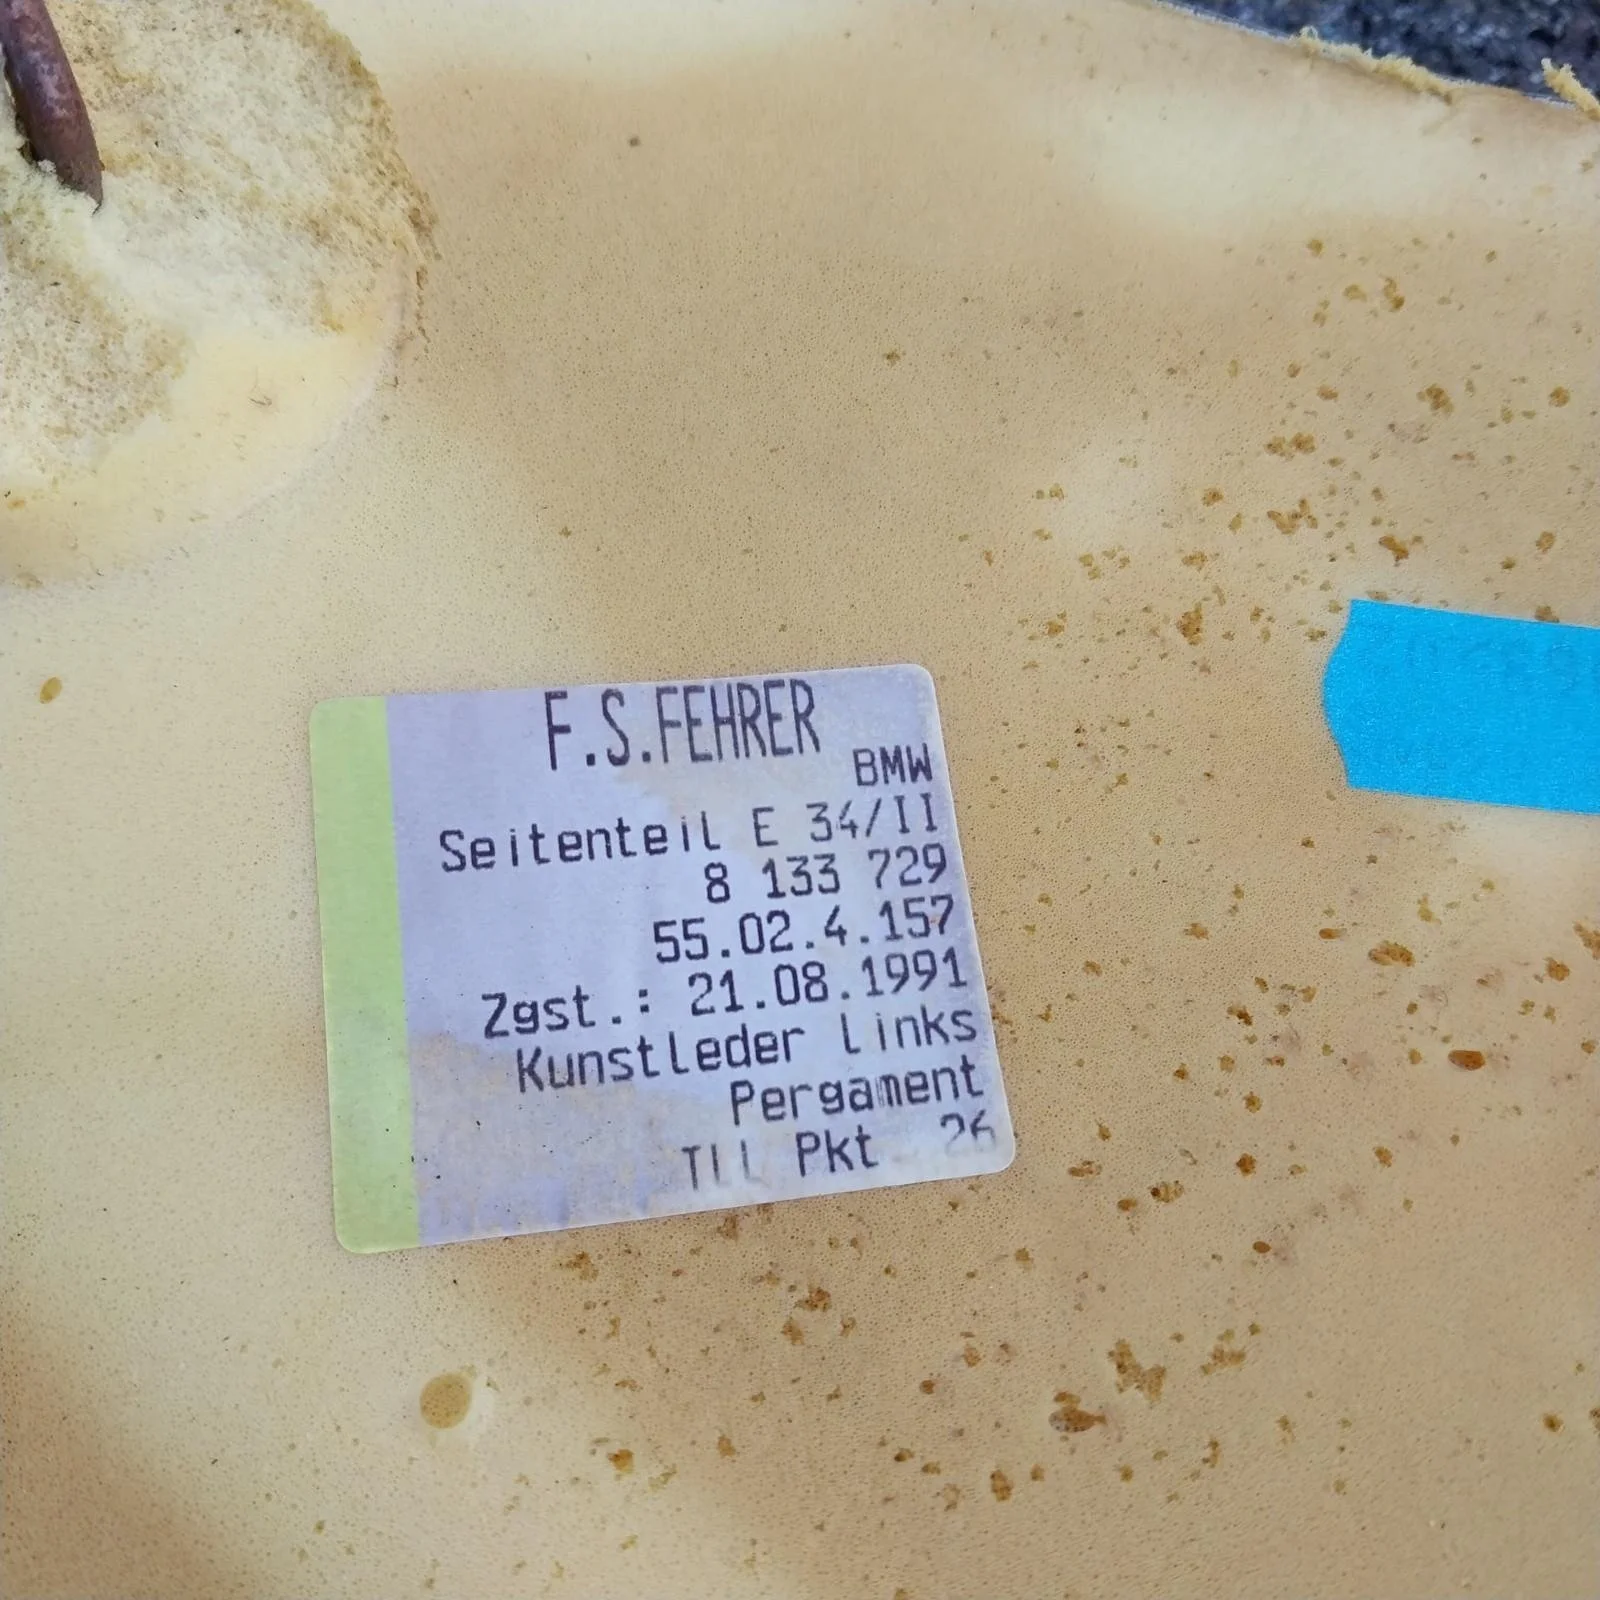 F.S.FEHRER
BMW
Seitenteil E 34/II
8 133 729
55.02.4.157
Zgst.: 21.08.1991
Kunstleder links
Pergament
Pkt 26